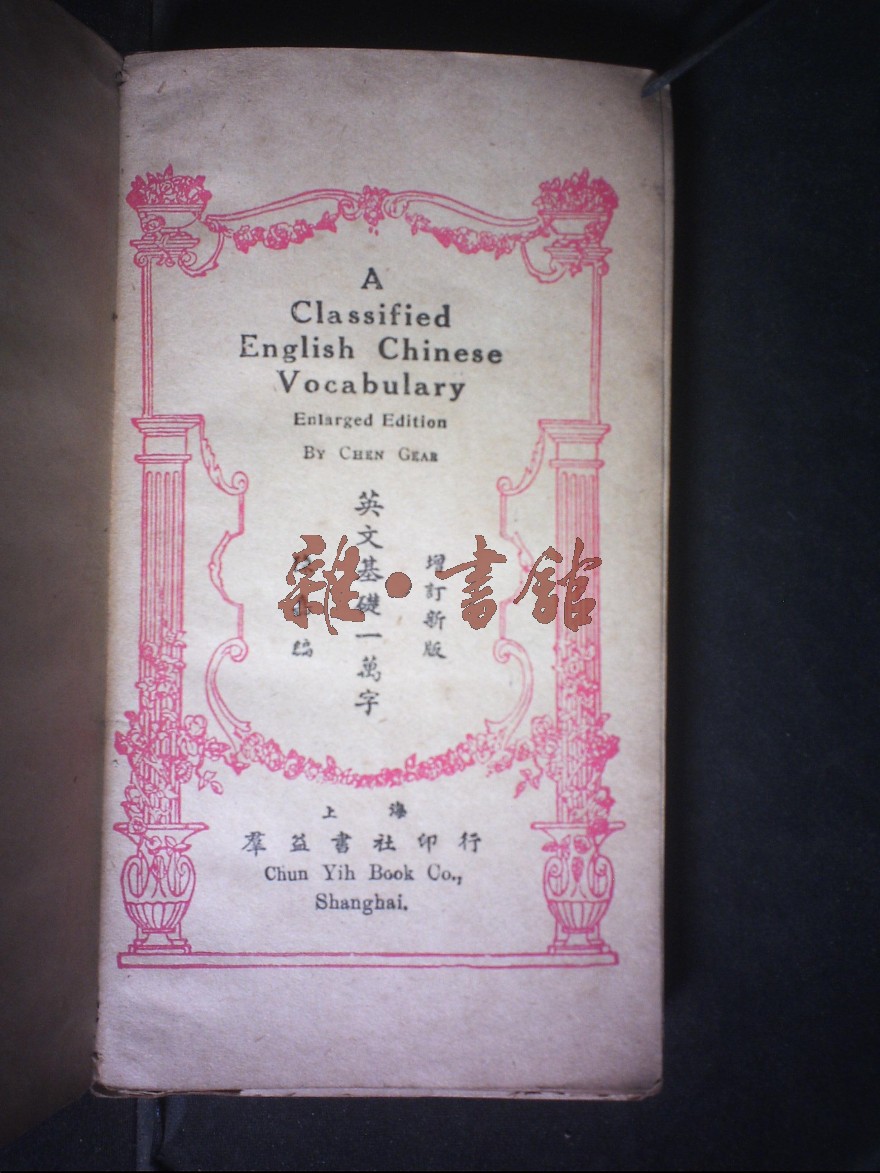 A
Classified
English Chinese
Vocabulary
Enlarged Edition
By Chen Gear
增訂新版
英文基礎一萬字
編
雜·書館
上海
羣益書社印行
Chun Yih Book Co.,
Shanghai.